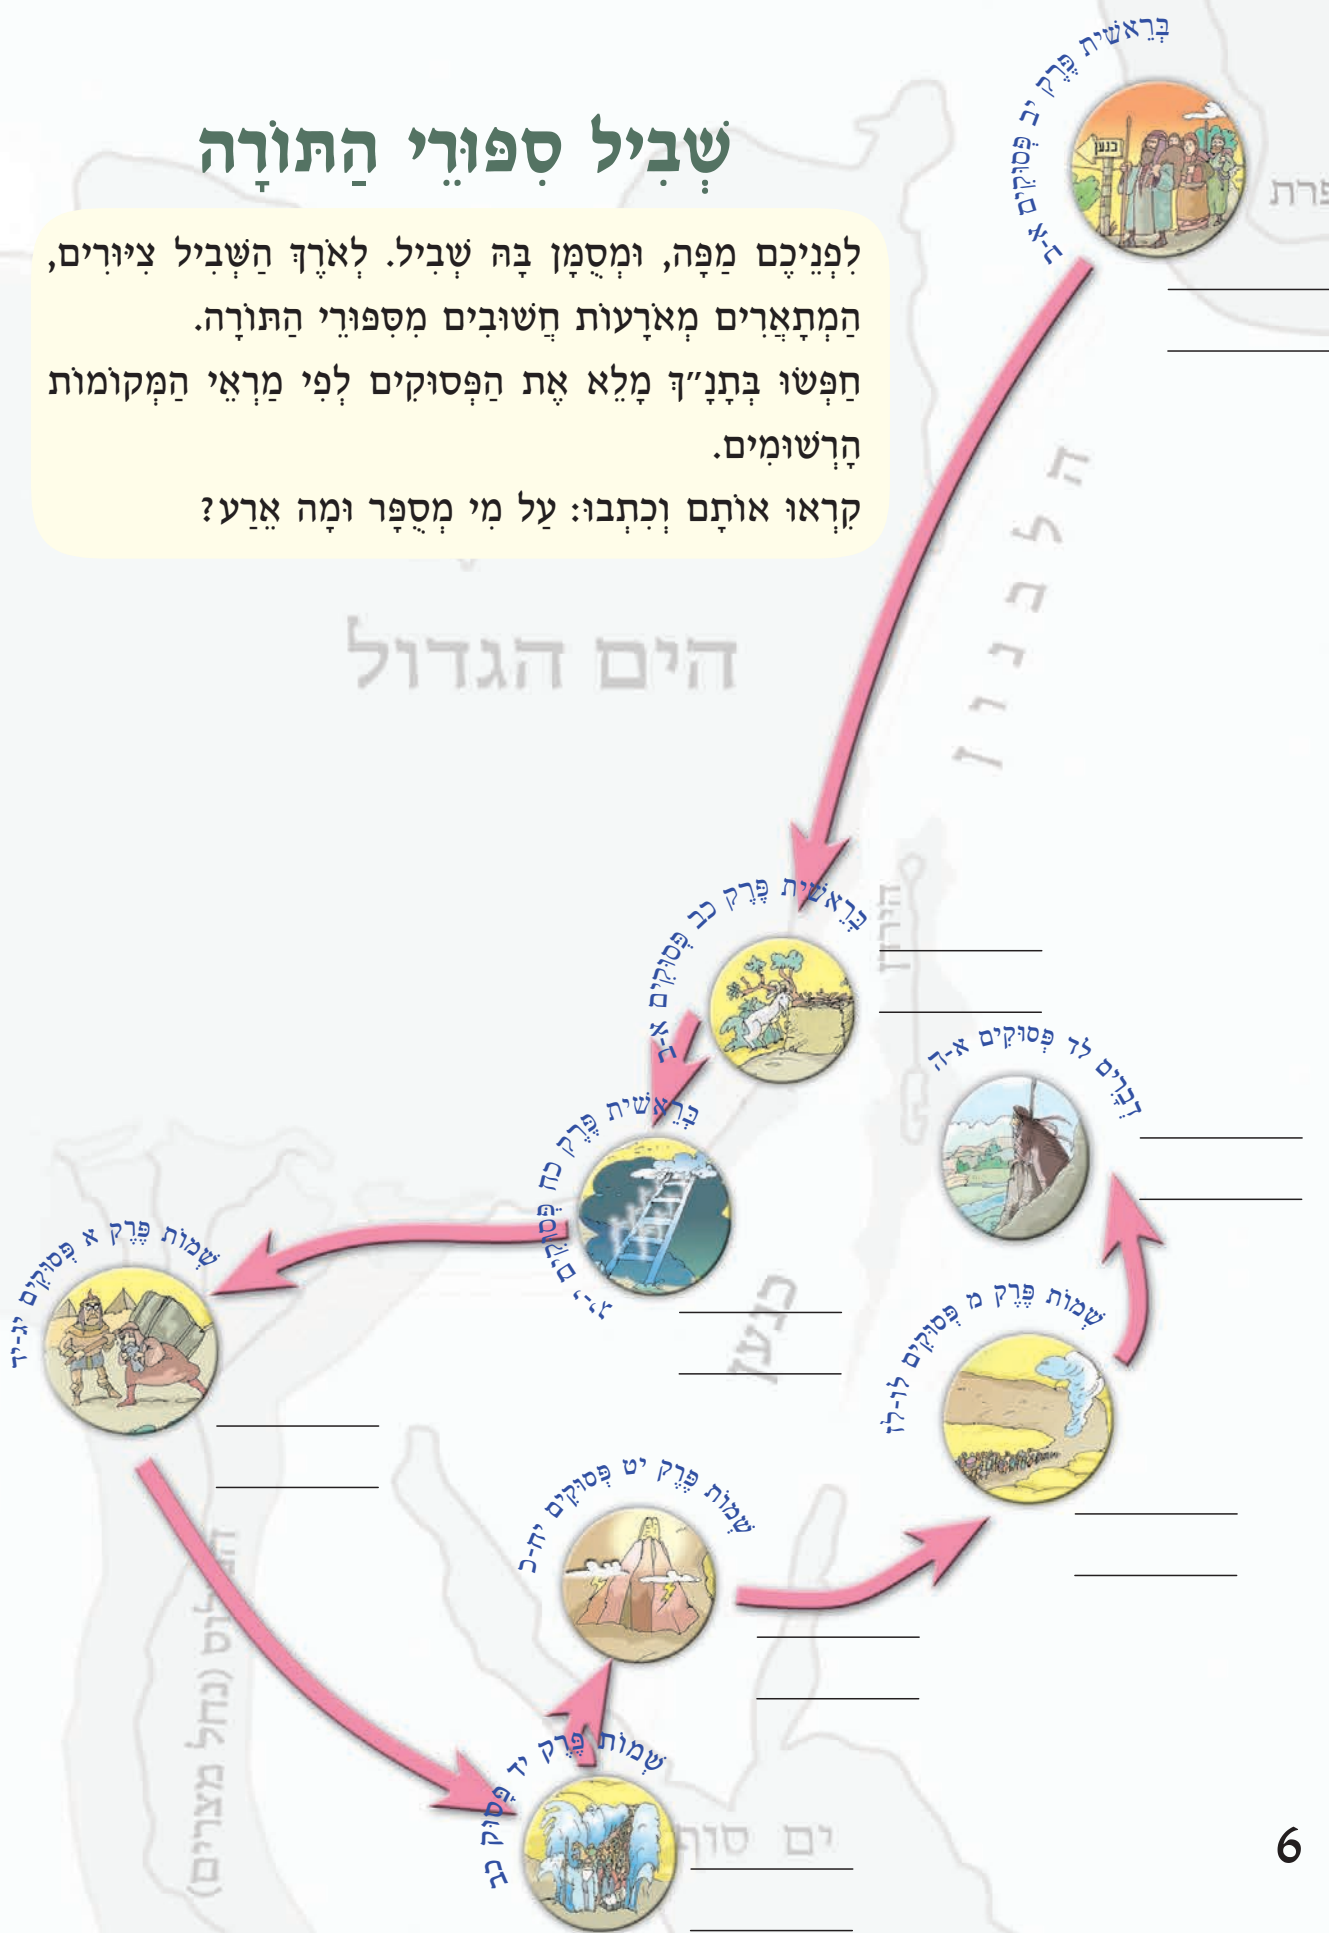 בְּרֵאשִׁית פֶּרֶק יב פְּסוּקִים א-ב
כנען
פרת
שְׁבִיל סִפּוּרֵי הַתּוֹרָה
לִפְנֵיכֶם מַפָּה, וּמְסֻמָּן בָּהּ שְׁבִיל. לְאֹרֶךְ הַשְּׁבִיל צִיּוּרִים,
הַמְתָאֲרִים מְאֹרָעוֹת חֲשׁוּבִים מִסִּפּוּרֵי הַתּוֹרָה.
חַפְּשׂוּ בְּתָנָ״ךְ מָלֵא אֶת הַפְּסוּקִים לְפִי מַרְאֵי הַמְּקוֹמוֹת
הָרְשׁוּמִים.
קִרְאוּ אוֹתָם וְכִתְבוּ: עַל מִי מְסֻפָּר וּמָה אֵרַע?
הלבנון
הים הגדול
בְּרֵאשִׁית פֶּרֶק כב פְּסוּקִים א-ב
הירדן
דְּבָרִים לד פְּסוּקִים א-ה
בְּרֵאשִׁית פֶּרֶק כח פְּסוּקִים י-יג
שְׁמוֹת פֶּרֶק א פְּסוּקִים יג-יד
כנען
שְׁמוֹת פֶּרֶק מ פְּסוּקִים לו-לז
שְׁמוֹת פֶּרֶק יט פְּסוּקִים יח-כ
(נחל מצרים)
שְׁמוֹת פֶּרֶק יד פָּסוּק כב
ים סוף
6